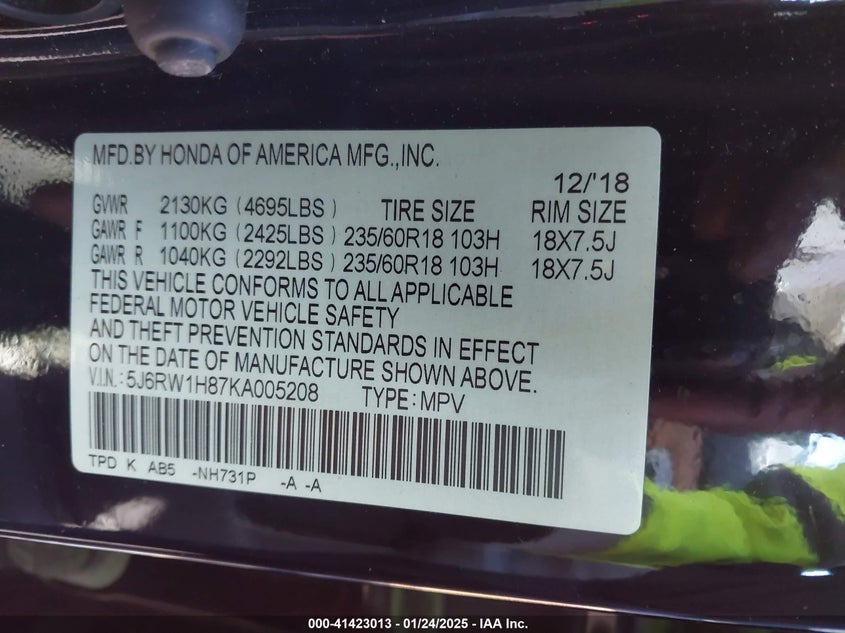 MFD.BY HONDA OF AMERICA MFG.,INC.
12/'18
GVWR 2130KG (4695LBS) TIRE SIZE RIM SIZE
GAWR F 1100KG (2425LBS) 235/60R18 103H 18X7.5J
GAWR R 1040KG (2292LBS) 235/60R18 103H 18X7.5J
THIS VEHICLE CONFORMS TO ALL APPLICABLE
FEDERAL MOTOR VEHICLE SAFETY
AND THEFT PREVENTION STANDARDS IN EFFECT
ON THE DATE OF MANUFACTURE SHOWN ABOVE.
V.I.N.: 5J6RW1H87KA005208 TYPE: MPV
TPD K AB5 -NH731P -A -A
000-41423013 - 01/24/2025 - IAA Inc.